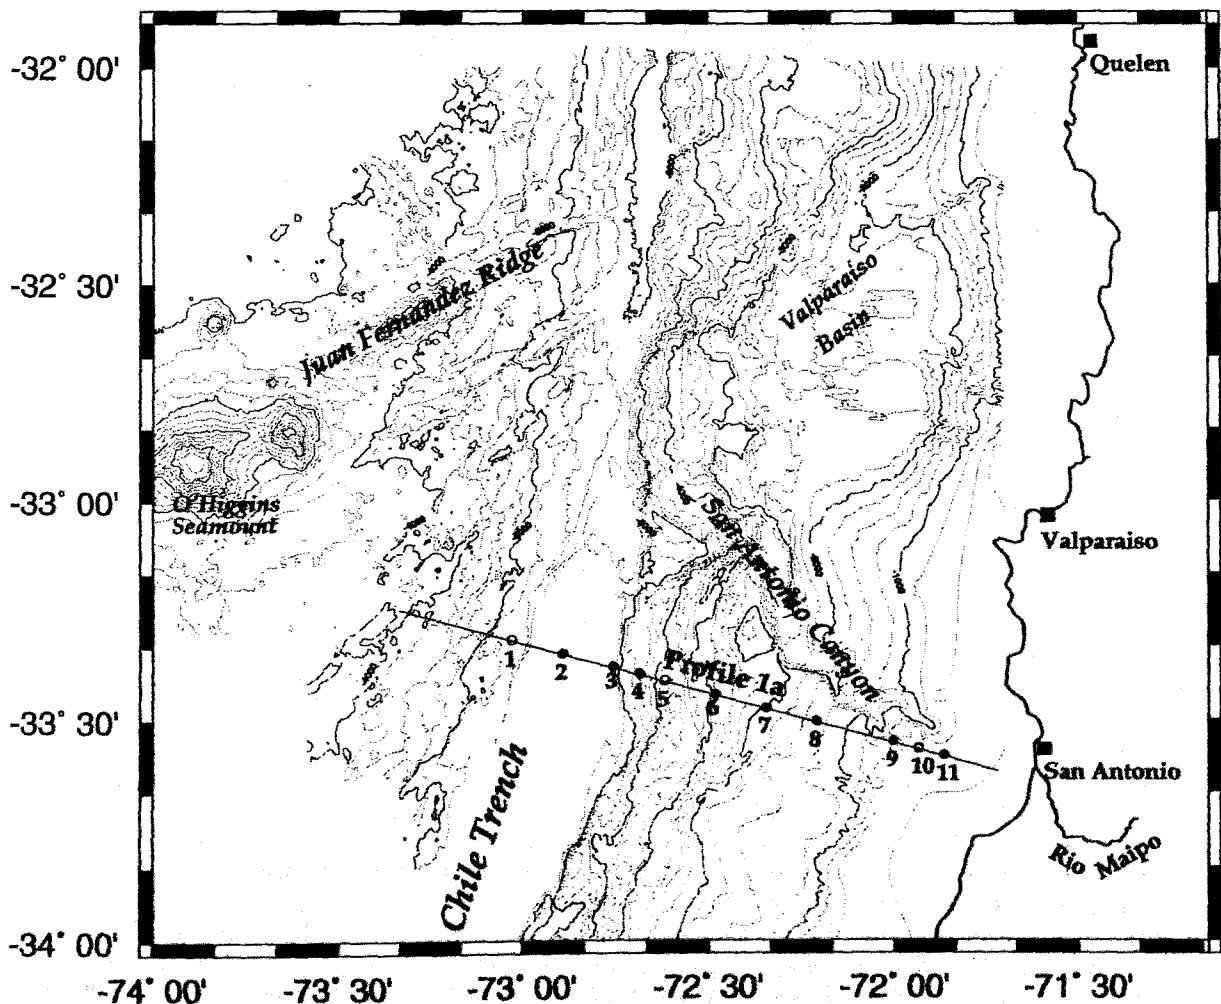 -32° 00'
Quelen
Juan Fernandez Ridge
-32° 30'
Valparaiso
Basin
-33° 00'
O'Higgins
Seamount
San Antonio Canyon
Valparaiso
Profile 1a
1
2
3
4
5
6
7
8
9
10
11
-33° 30'
San Antonio
Chile Trench
Rio Maipo
-34° 00'
-74° 00'
-73° 30'
-73° 00'
-72° 30'
-72° 00'
-71° 30'